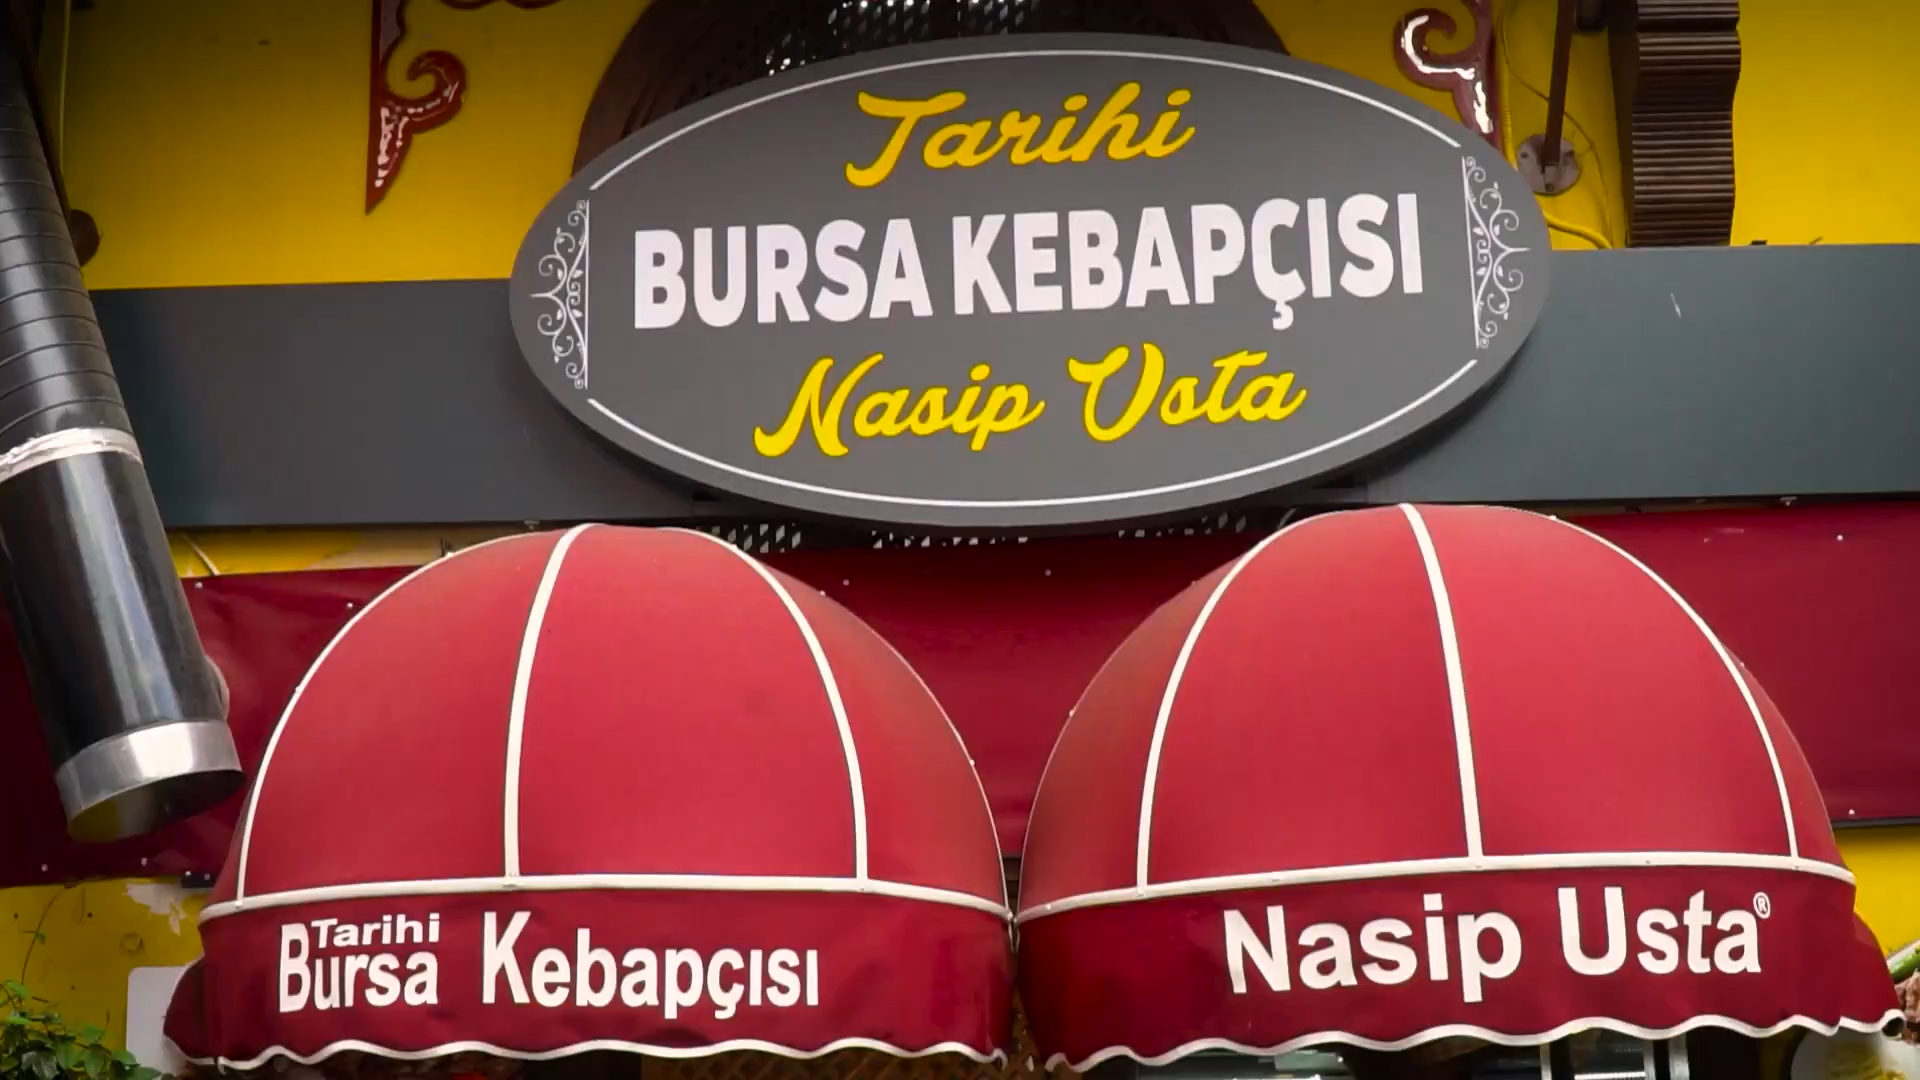 Tarihi
BURSA KEBAPÇISI
Nasip Usta
Tarihi
Bursa Kebapçısı
Nasip Usta®